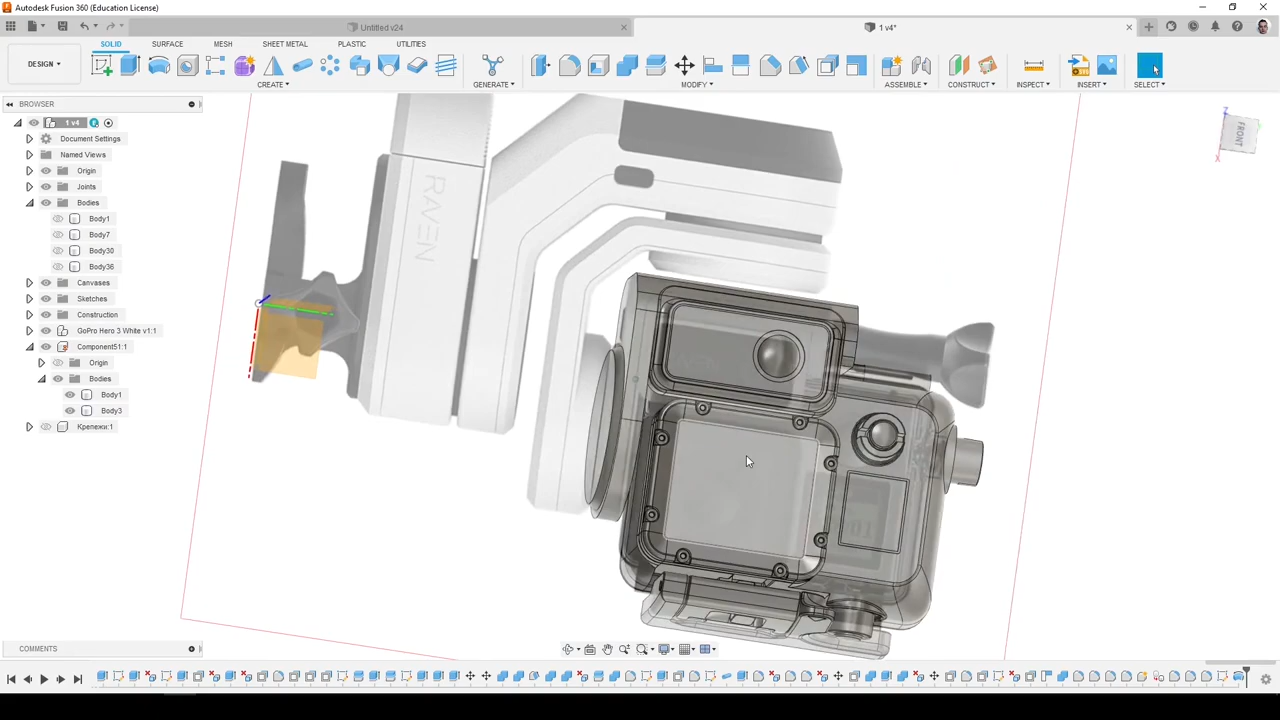 Autodesk Fusion 360 (Education License)
Untitled v24
1 v4*
SOLID SURFACE MESH SHEET METAL PLASTIC UTILITIES
DESIGN
CREATE GENERATE MODIFY ASSEMBLE CONSTRUCT INSPECT INSERT SELECT
BROWSER
1 v4
Document Settings
Named Views
Origin
Joints
Bodies
Body1
Body7
Body30
Body36
Canvases
Sketches
Construction
GoPro Hero 3 White v1:1
Component51:1
Origin
Bodies
Body1
Body3
Крепежи:1
RAVEN
FRONT
Z
X
COMMENTS